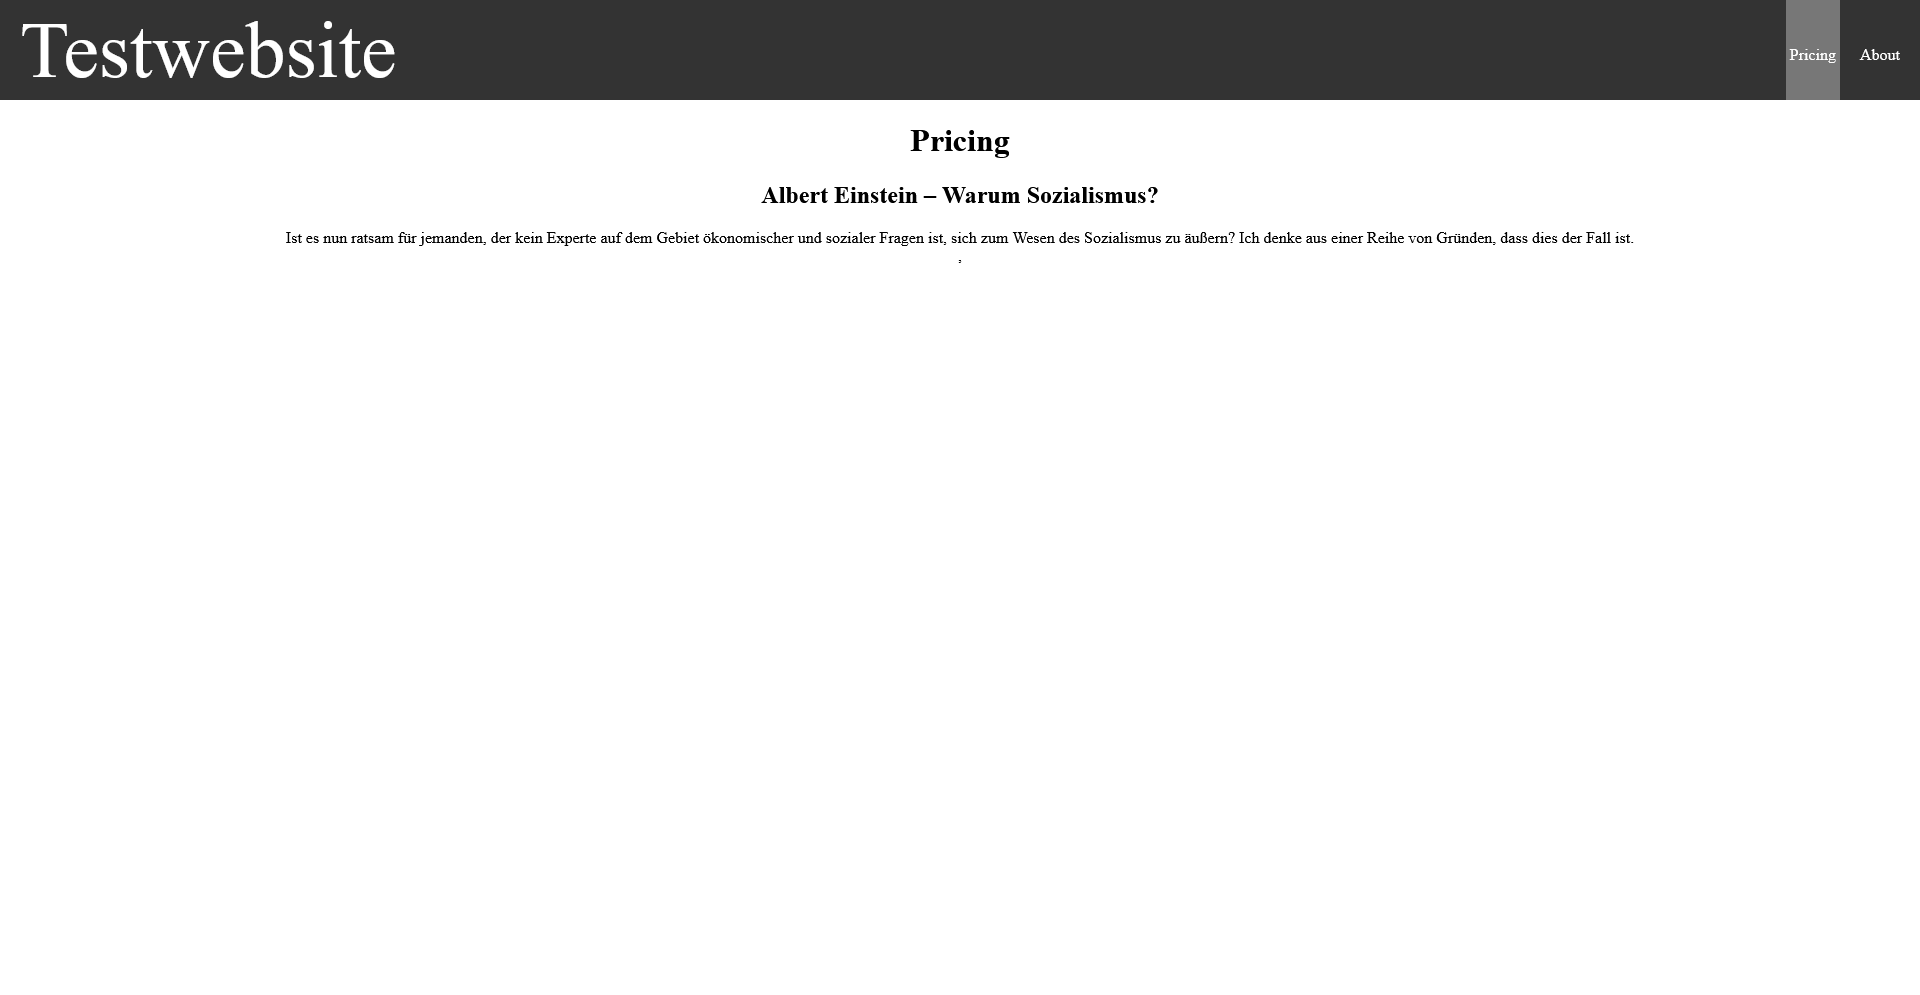 Testwebsite
Pricing
About
Pricing
Albert Einstein – Warum Sozialismus?
Ist es nun ratsam für jemanden, der kein Experte auf dem Gebiet ökonomischer und sozialer Fragen ist, sich zum Wesen des Sozialismus zu äußern? Ich denke aus einer Reihe von Gründen, dass dies der Fall ist.
,